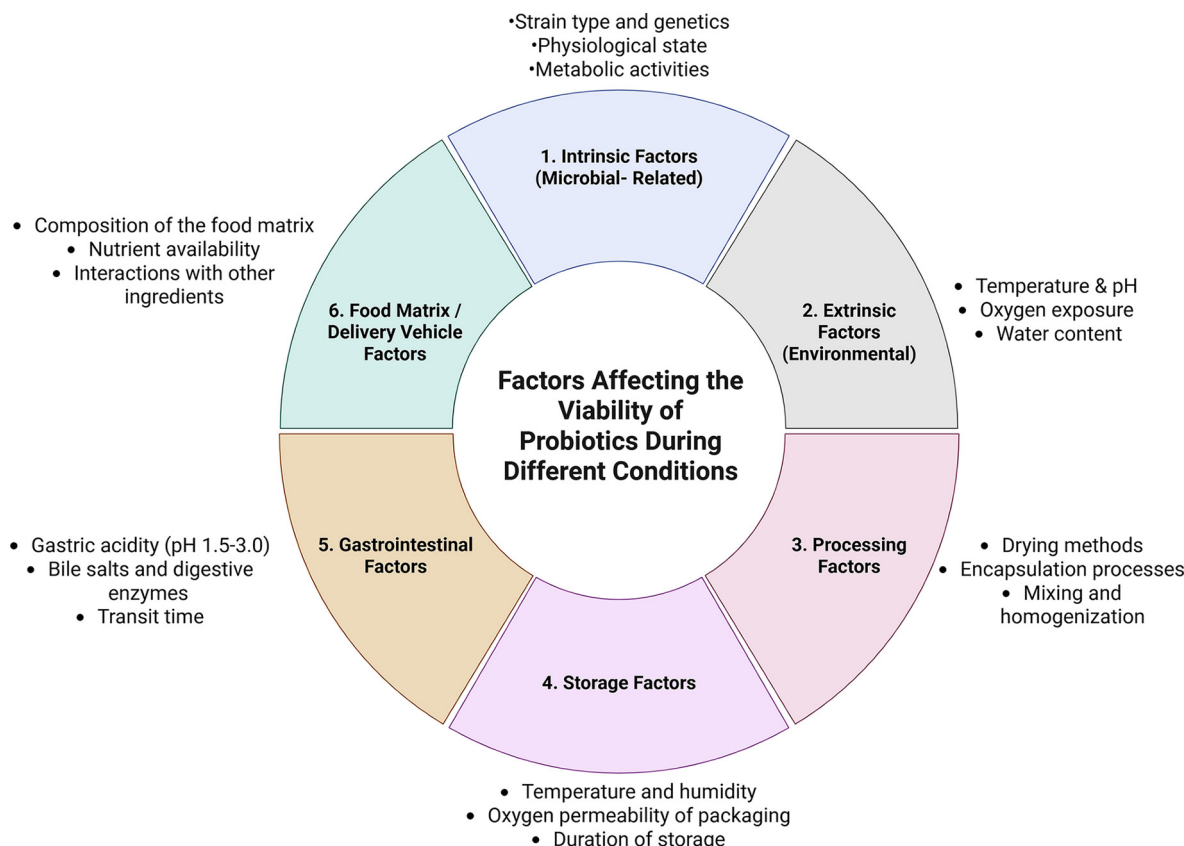 •Strain type and genetics
•Physiological state
•Metabolic activities
1. Intrinsic Factors
(Microbial- Related)
2. Extrinsic
Factors
(Environmental)
• Temperature & pH
• Oxygen exposure
• Water content
3. Processing
Factors
• Drying methods
• Encapsulation processes
• Mixing and
homogenization
4. Storage Factors
• Temperature and humidity
• Oxygen permeability of packaging
• Duration of storage
5. Gastrointestinal
Factors
• Gastric acidity (pH 1.5-3.0)
• Bile salts and digestive
enzymes
• Transit time
6. Food Matrix /
Delivery Vehicle
Factors
• Composition of the food matrix
• Nutrient availability
• Interactions with other
ingredients
Factors Affecting the
Viability of
Probiotics During
Different Conditions